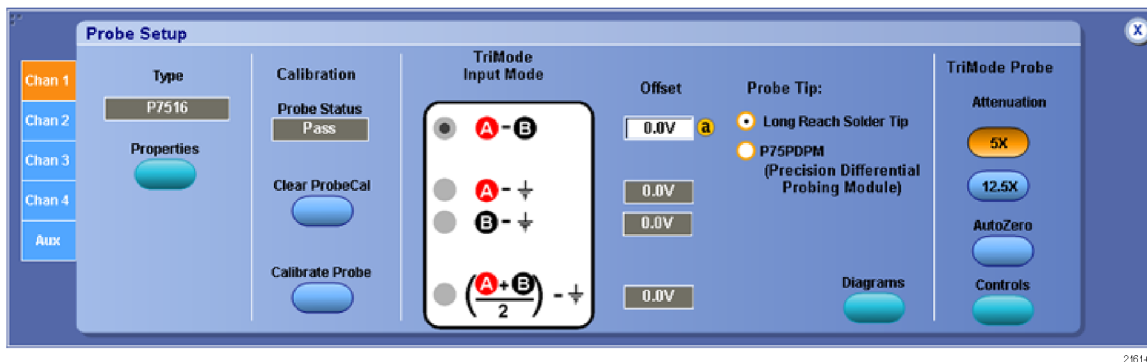 Probe Setup
X
Chan 1
Chan 2
Chan 3
Chan 4
Aux
Type
P7516
Properties
Calibration
Probe Status
Pass
Clear ProbeCal
Calibrate Probe
TriMode
Input Mode
A - B
A -
B -
(A+B / 2) -
Offset
0.0V a
0.0V
0.0V
0.0V
Probe Tip:
Long Reach Solder Tip
P75PDPM
(Precision Differential
Probing Module)
Diagrams
TriMode Probe
Attenuation
5X
12.5X
AutoZero
Controls